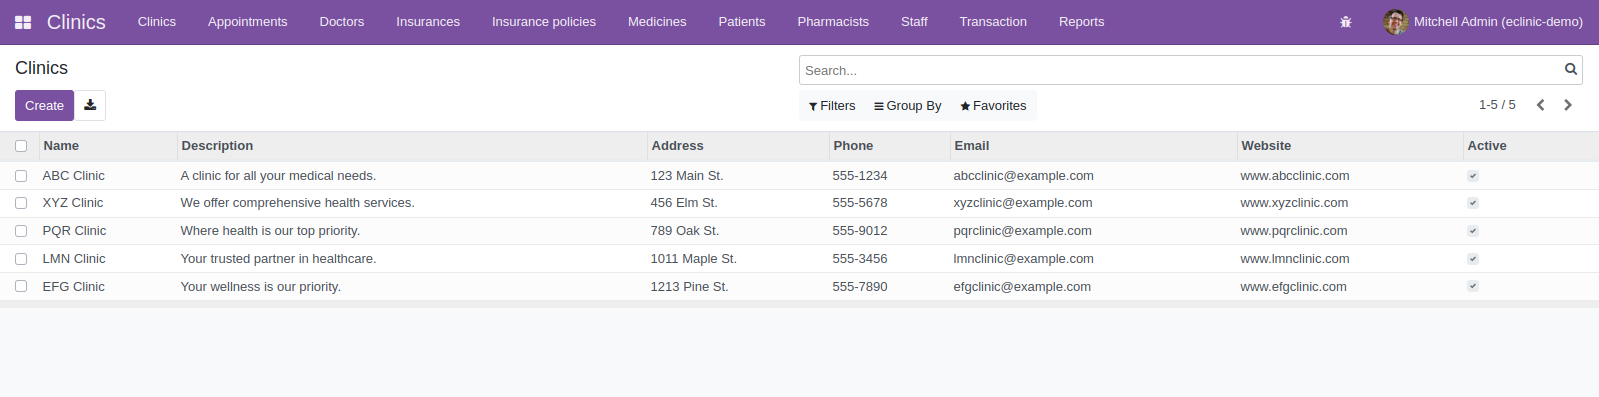 Clinics Clinics Appointments Doctors Insurances Insurance policies Medicines Patients Pharmacists Staff Transaction Reports Mitchell Admin (eclinic-demo)
Clinics Search...
Create Filters Group By Favorites 1-5 / 5
Name Description Address Phone Email Website Active
ABC Clinic A clinic for all your medical needs. 123 Main St. 555-1234 abcclinic@example.com www.abcclinic.com
XYZ Clinic We offer comprehensive health services. 456 Elm St. 555-5678 xyzclinic@example.com www.xyzclinic.com
PQR Clinic Where health is our top priority. 789 Oak St. 555-9012 pqrclinic@example.com www.pqrclinic.com
LMN Clinic Your trusted partner in healthcare. 1011 Maple St. 555-3456 lmnclinic@example.com www.lmnclinic.com
EFG Clinic Your wellness is our priority. 1213 Pine St. 555-7890 efgclinic@example.com www.efgclinic.com